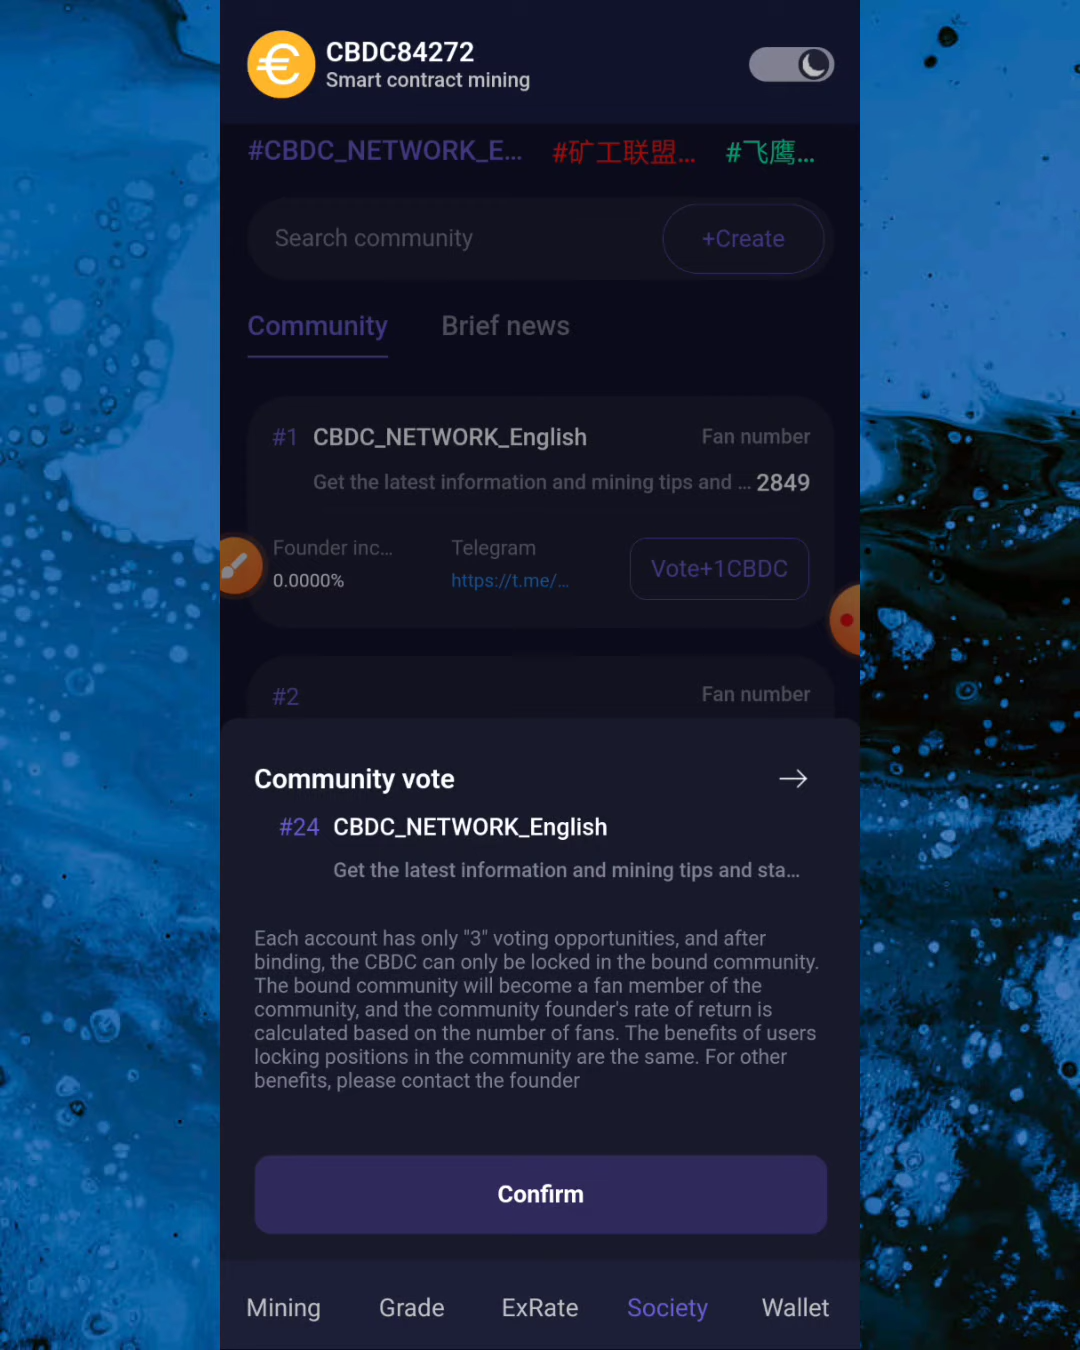 CBDC84272
Smart contract mining
#CBDC_NETWORK_E... #矿工联盟... #飞鹰...
Search community +Create
Community Brief news
#1 CBDC_NETWORK_English Fan number
Get the latest information and mining tips and ... 2849
Founder inc... Telegram
0.0000% https://t.me/... Vote+1CBDC
#2 Fan number
Community vote →
#24 CBDC_NETWORK_English
Get the latest information and mining tips and sta...
Each account has only "3" voting opportunities, and after
binding, the CBDC can only be locked in the bound community.
The bound community will become a fan member of the
community, and the community founder's rate of return is
calculated based on the number of fans. The benefits of users
locking positions in the community are the same. For other
benefits, please contact the founder
Confirm
Mining Grade ExRate Society Wallet